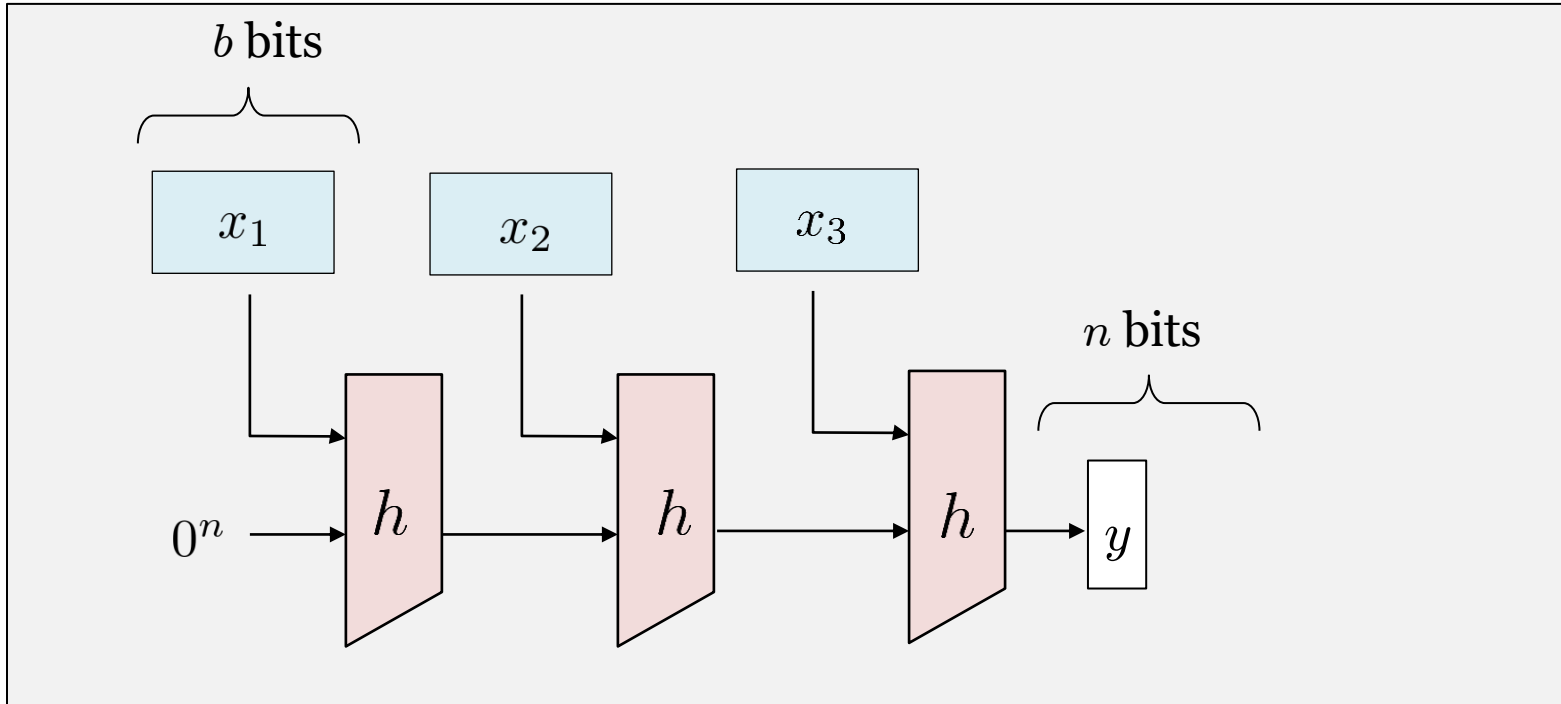 b bits
x₁
x₂
x₃
n bits
0ⁿ
h
h
h
y